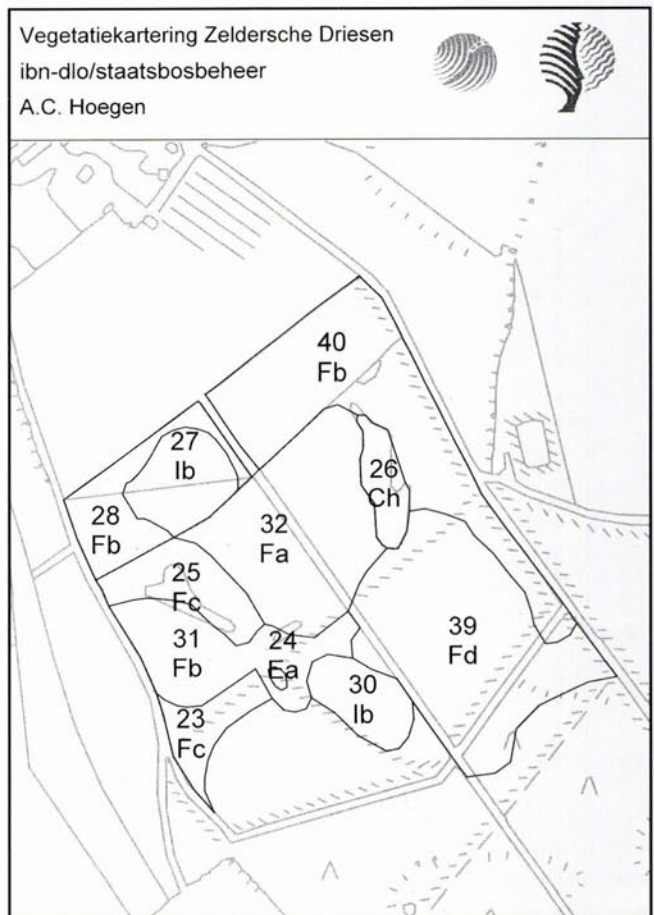 Vegetatiekartering Zeldersche Driesen
ibn-dlo/staatsbosbeheer
A.C. Hoegen
40
Fb
27
Ib
26
Ch
28
Fb
32
Fa
25
Fc
31
Fb
24
Ea
39
Fd
30
Ib
23
Fc